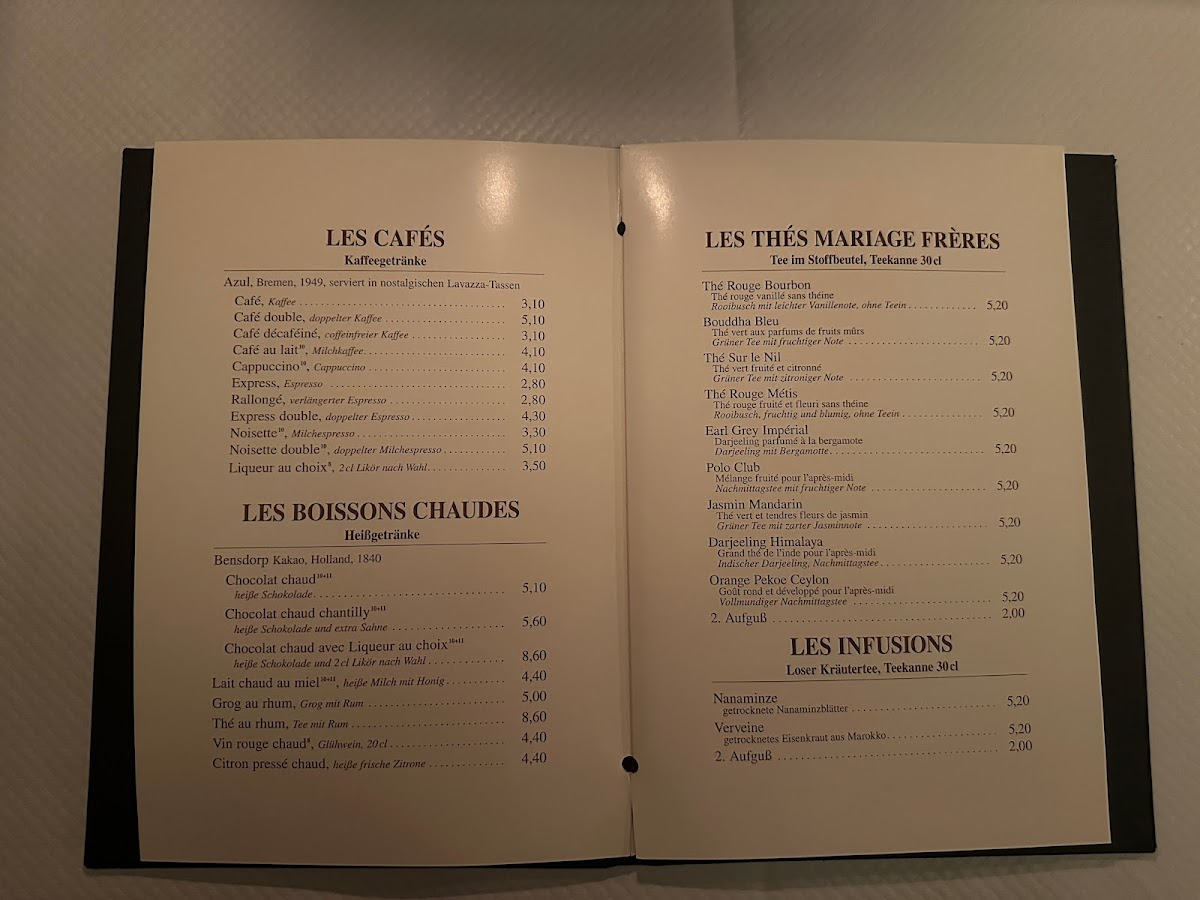 LES CAFÉS
Kaffeegetränke
Azul, Bremen, 1949, serviert in nostalgischen Lavazza-Tassen
Café, Kaffee 3,10
Café double, doppelter Kaffee 5,10
Café décaféiné, coffeinfreier Kaffee 3,10
Café au lait¹⁰, Milchkaffee 4,10
Cappuccino¹⁰, Cappuccino 4,10
Express, Espresso 2,80
Rallongé, verlängerter Espresso 2,80
Express double, doppelter Espresso 4,30
Noisette¹⁰, Milchespresso 3,30
Noisette double¹⁰, doppelter Milchespresso 5,10
Liqueur au choix⁸, 2 cl Likör nach Wahl 3,50
LES BOISSONS CHAUDES
Heißgetränke
Bensdorp Kakao, Holland, 1840
Chocolat chaud¹⁰⁺¹¹
heiße Schokolade 5,10
Chocolat chaud chantilly¹⁰⁺¹¹
heiße Schokolade und extra Sahne 5,60
Chocolat chaud avec Liqueur au choix¹⁰⁺¹¹
heiße Schokolade und 2 cl Likör nach Wahl 8,60
Lait chaud au miel¹⁰⁺¹¹, heiße Milch mit Honig 4,40
Grog au rhum, Grog mit Rum 5,00
Thé au rhum, Tee mit Rum 8,60
Vin rouge chaud⁸, Glühwein, 20 cl 4,40
Citron pressé chaud, heiße frische Zitrone 4,40
LES THÉS MARIAGE FRÈRES
Tee im Stoffbeutel, Teekanne 30 cl
Thé Rouge Bourbon
Thé rouge vanillé sans théine
Rooibusch mit leichter Vanillenote, ohne Teein 5,20
Bouddha Bleu
Thé vert aux parfums de fruits mûrs
Grüner Tee mit fruchtiger Note 5,20
Thé Sur le Nil
Thé vert fruité et citronné
Grüner Tee mit zitroniger Note 5,20
Thé Rouge Métis
Thé rouge fruité et fleuri sans théine
Rooibusch, fruchtig und blumig, ohne Teein 5,20
Earl Grey Impérial
Darjeeling parfumé à la bergamote
Darjeeling mit Bergamotte 5,20
Polo Club
Mélange fruité pour l'après-midi
Nachmittagstee mit fruchtiger Note 5,20
Jasmin Mandarin
Thé vert et tendres fleurs de jasmin
Grüner Tee mit zarter Jasminnote 5,20
Darjeeling Himalaya
Grand thé de l'inde pour l'après-midi
Indischer Darjeeling, Nachmittagstee 5,20
Orange Pekoe Ceylon
Goût rond et développé pour l'après-midi
Vollmundiger Nachmittagstee 5,20
2. Aufguß 2,00
LES INFUSIONS
Loser Kräutertee, Teekanne 30 cl
Nanaminze
getrocknete Nanaminzblätter 5,20
Verveine
getrocknetes Eisenkraut aus Marokko 5,20
2. Aufguß 2,00